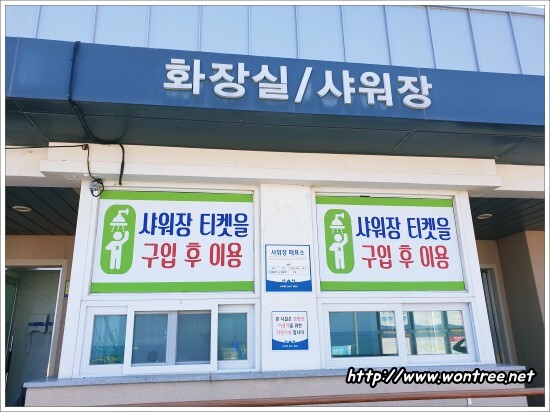 화장실/샤워장
샤워장 티켓을
구입 후 이용
샤워장 티켓을
구입 후 이용
샤워장 매표소
http://www.wontree.net